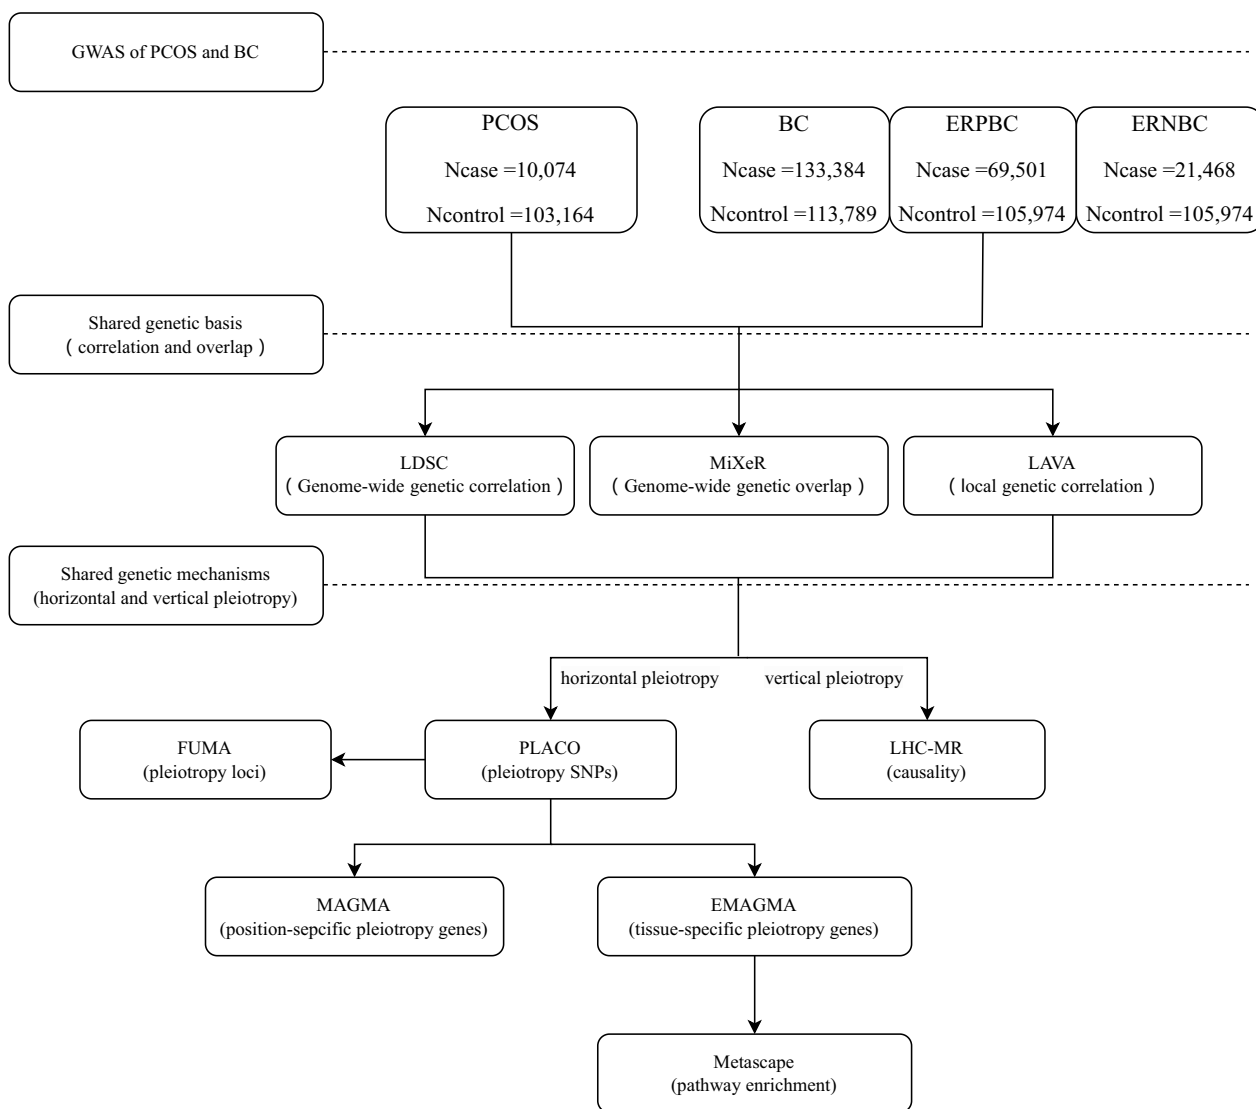 GWAS of PCOS and BC
PCOS
Ncase =10,074
Ncontrol =103,164
BC
Ncase =133,384
Ncontrol =113,789
ERPBC
Ncase =69,501
Ncontrol =105,974
ERNBC
Ncase =21,468
Ncontrol =105,974
Shared genetic basis
( correlation and overlap )
LDSC
( Genome-wide genetic correlation )
MiXeR
( Genome-wide genetic overlap )
LAVA
( local genetic correlation )
Shared genetic mechanisms
(horizontal and vertical pleiotropy)
horizontal pleiotropy
vertical pleiotropy
FUMA
(pleiotropy loci)
PLACO
(pleiotropy SNPs)
LHC-MR
(causality)
MAGMA
(position-sepcific pleiotropy genes)
EMAGMA
(tissue-specific pleiotropy genes)
Metascape
(pathway enrichment)